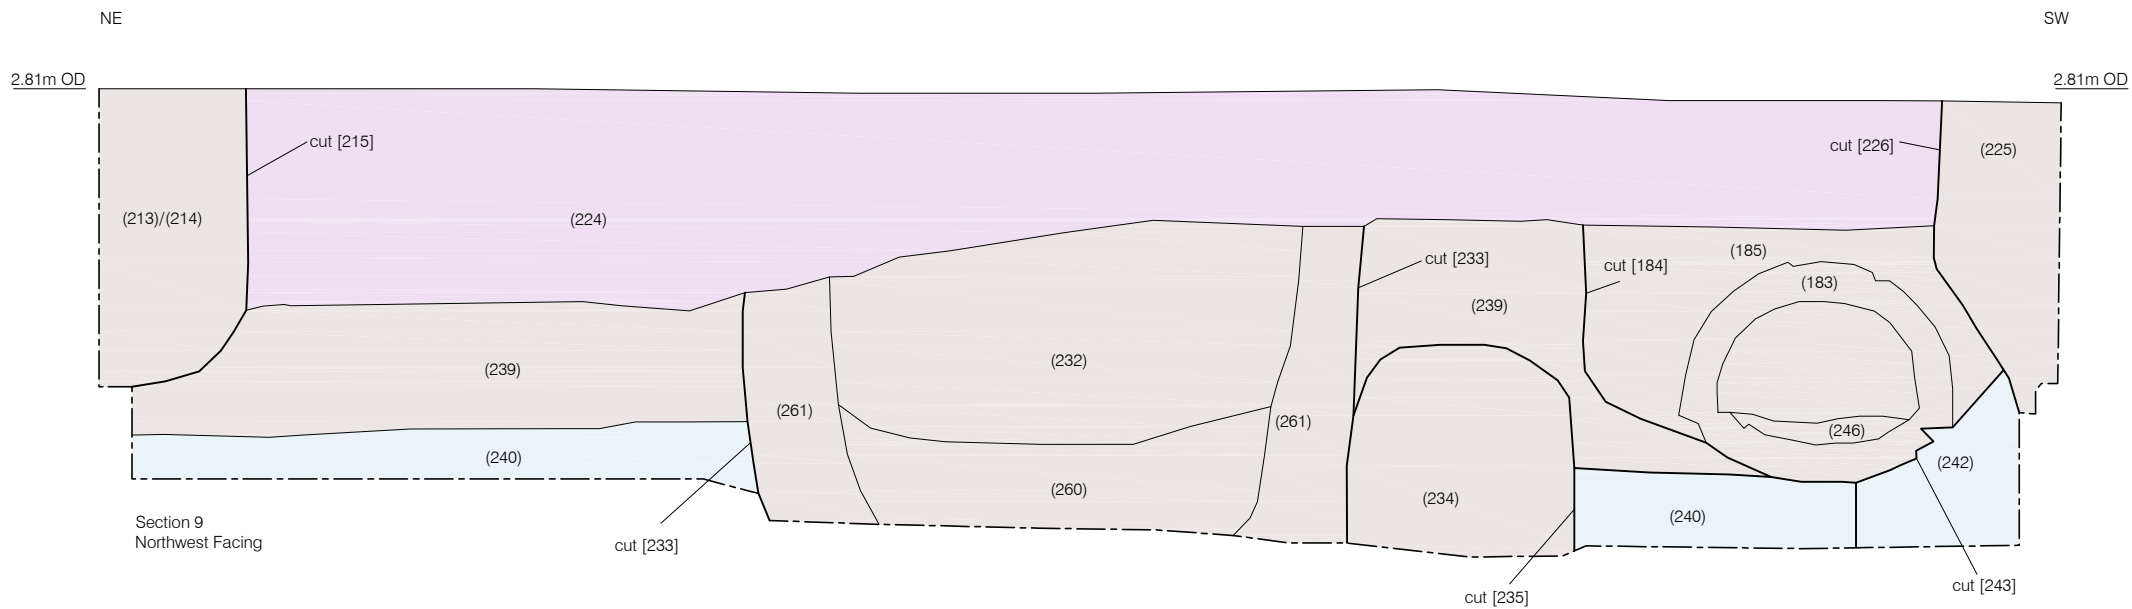 NE
SW
2.81m OD
2.81m OD
cut [215]
cut [226]
(225)
(213)/(214)
(224)
(185)
cut [233]
cut [184]
(183)
(239)
(232)
(239)
(261)
(261)
(246)
(240)
(242)
(260)
(234)
(240)
Section 9
Northwest Facing
cut [233]
cut [243]
cut [235]